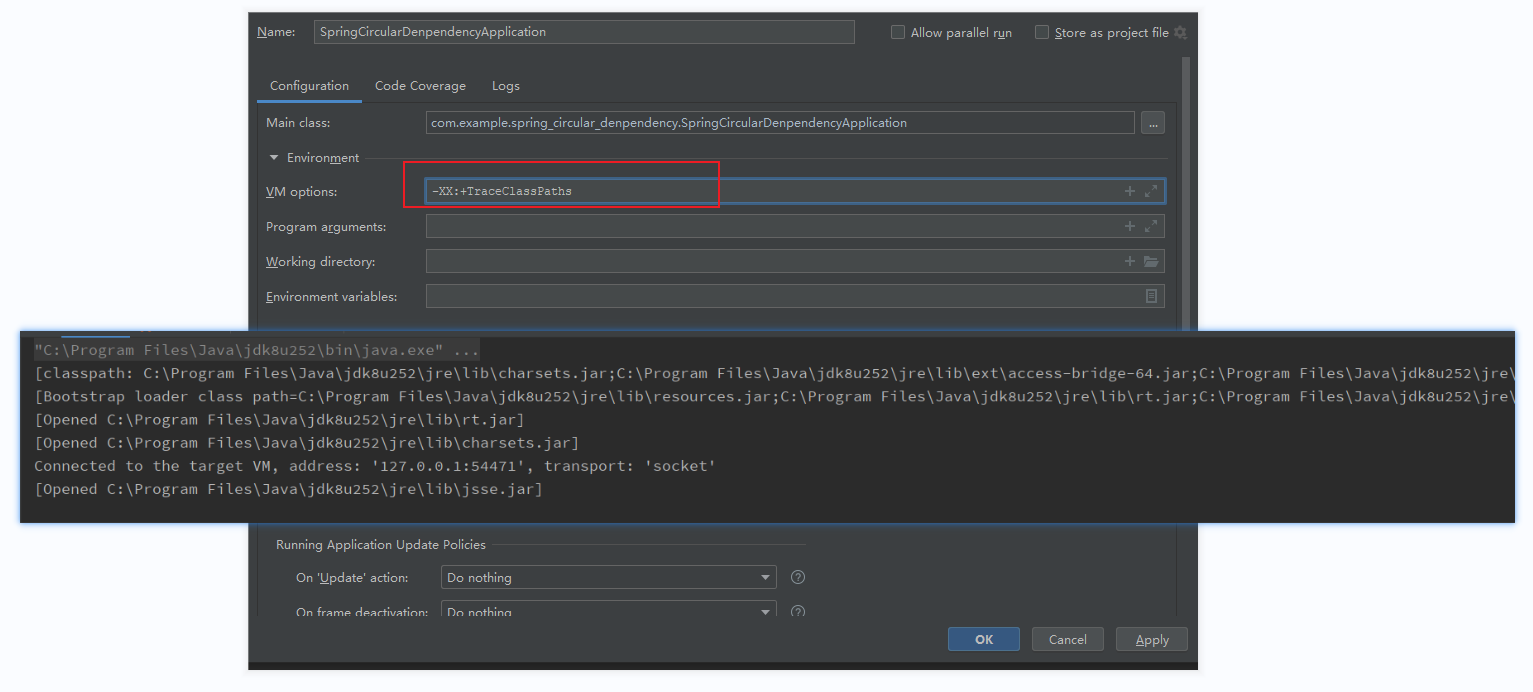 Name: SpringCircularDenpendencyApplication Allow parallel run Store as project file
Configuration Code Coverage Logs
Main class: com.example.spring_circular_denpendency.SpringCircularDenpendencyApplication ...
Environment
VM options: -XX:+TraceClassPaths
Program arguments:
Working directory:
Environment variables:
"C:\Program Files\Java\jdk8u252\bin\java.exe" ...
[classpath: C:\Program Files\Java\jdk8u252\jre\lib\charsets.jar;C:\Program Files\Java\jdk8u252\jre\lib\ext\access-bridge-64.jar;C:\Program Files\Java\jdk8u252\jre\
[Bootstrap loader class path=C:\Program Files\Java\jdk8u252\jre\lib\resources.jar;C:\Program Files\Java\jdk8u252\jre\lib\rt.jar;C:\Program Files\Java\jdk8u252\jre\
[Opened C:\Program Files\Java\jdk8u252\jre\lib\rt.jar]
[Opened C:\Program Files\Java\jdk8u252\jre\lib\charsets.jar]
Connected to the target VM, address: '127.0.0.1:54471', transport: 'socket'
[Opened C:\Program Files\Java\jdk8u252\jre\lib\jsse.jar]
Running Application Update Policies
On 'Update' action: Do nothing
On frame deactivation: Do nothing
OK Cancel Apply